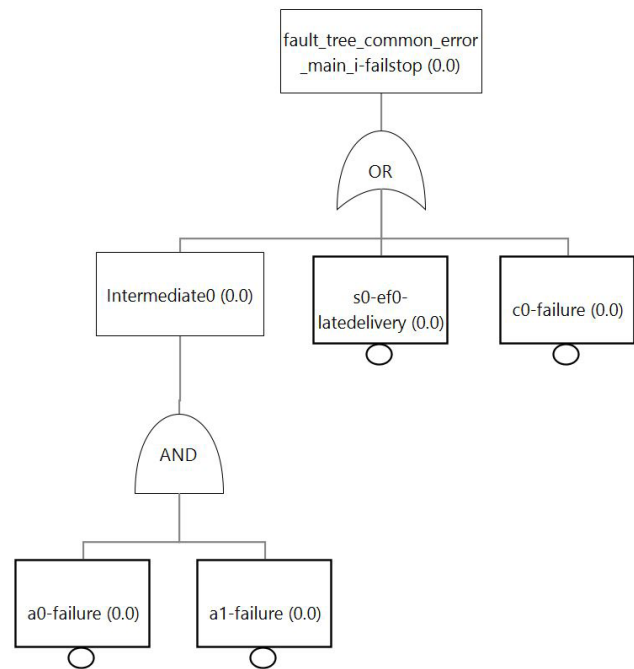 fault_tree_common_error
_main_i-failstop (0.0)
OR
Intermediate0 (0.0)
s0-ef0-
latedelivery (0.0)
c0-failure (0.0)
AND
a0-failure (0.0)
a1-failure (0.0)